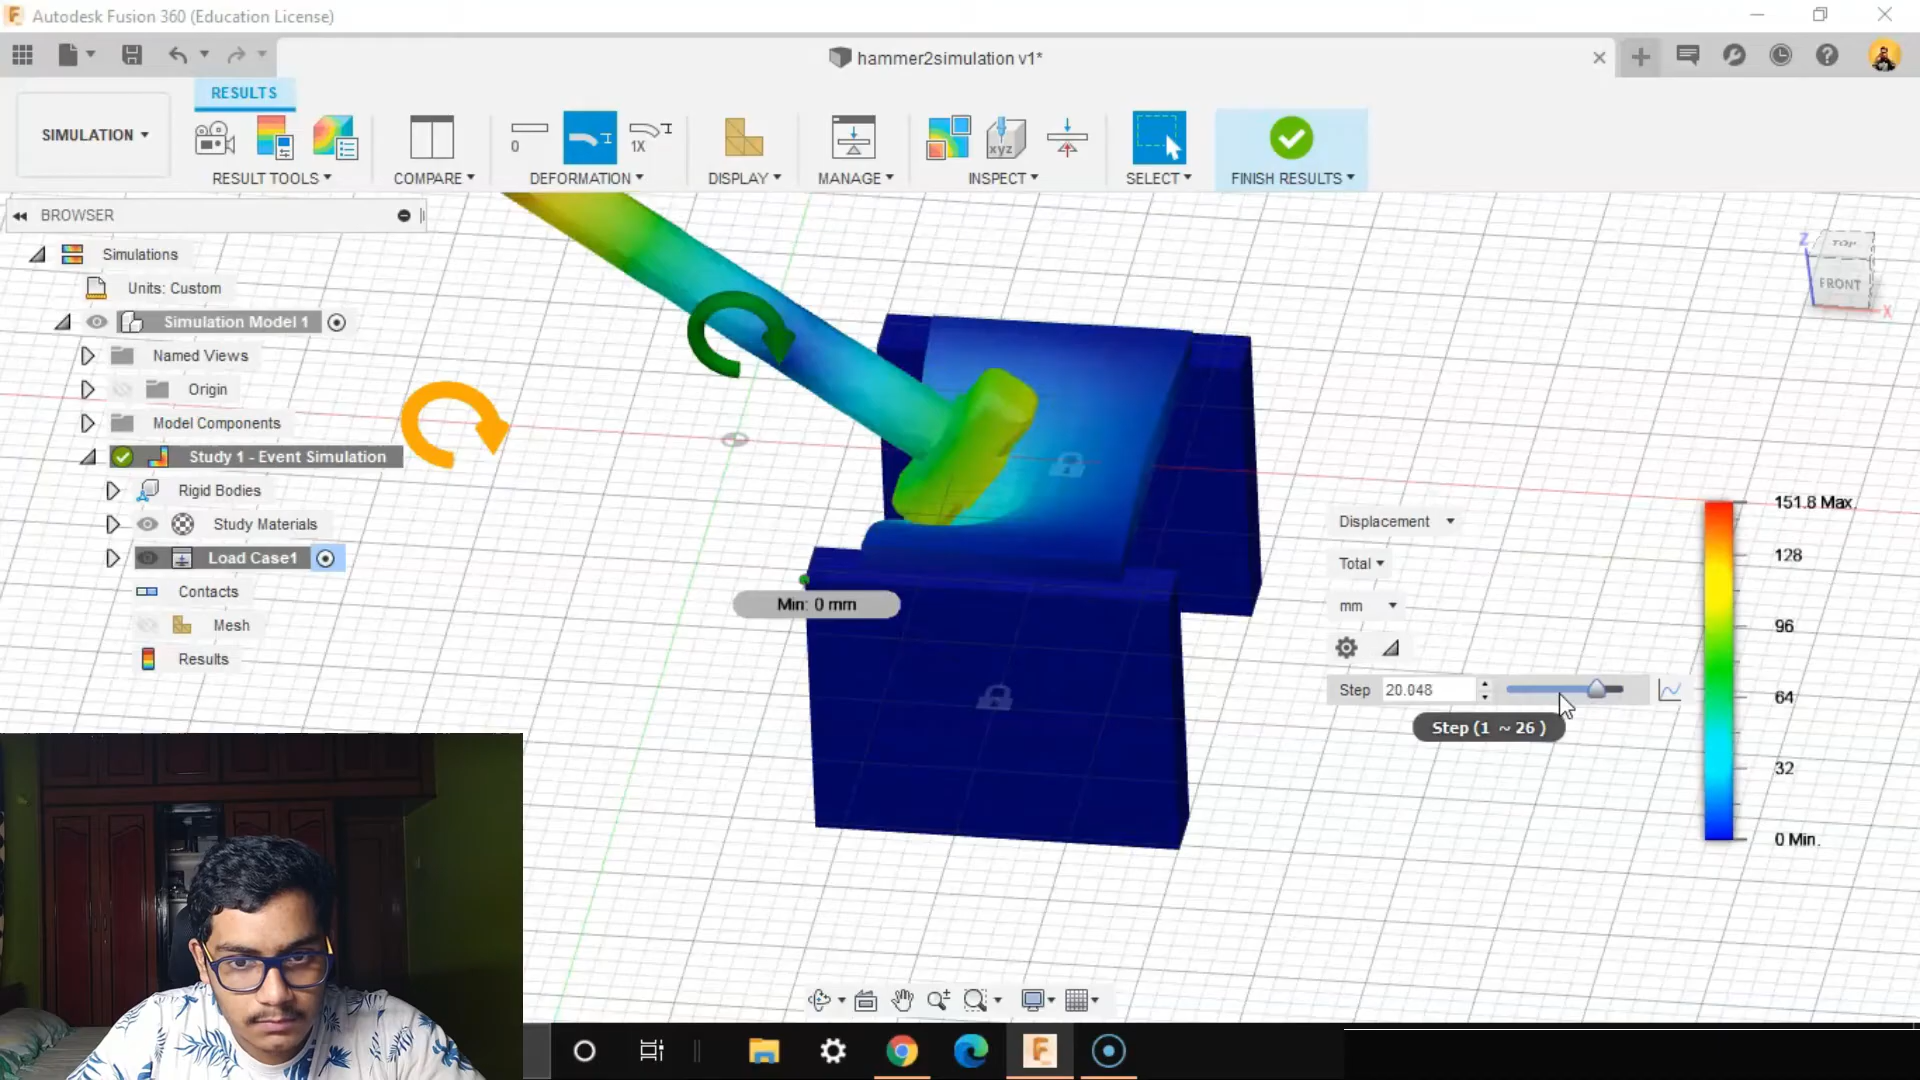 Autodesk Fusion 360 (Education License)
hammer2simulation v1*
RESULTS
SIMULATION
0
1X
xyz
RESULT TOOLS
COMPARE
DEFORMATION
DISPLAY
MANAGE
INSPECT
SELECT
FINISH RESULTS
BROWSER
Simulations
Units: Custom
Simulation Model 1
Named Views
Origin
Model Components
Study 1 - Event Simulation
Rigid Bodies
Study Materials
Load Case1
Contacts
Mesh
Results
Z
TOP
FRONT
X
Min: 0 mm
Displacement
Total
mm
Step 20.048
Step (1 ~ 26 )
151.8 Max.
128
96
64
32
0 Min.
F